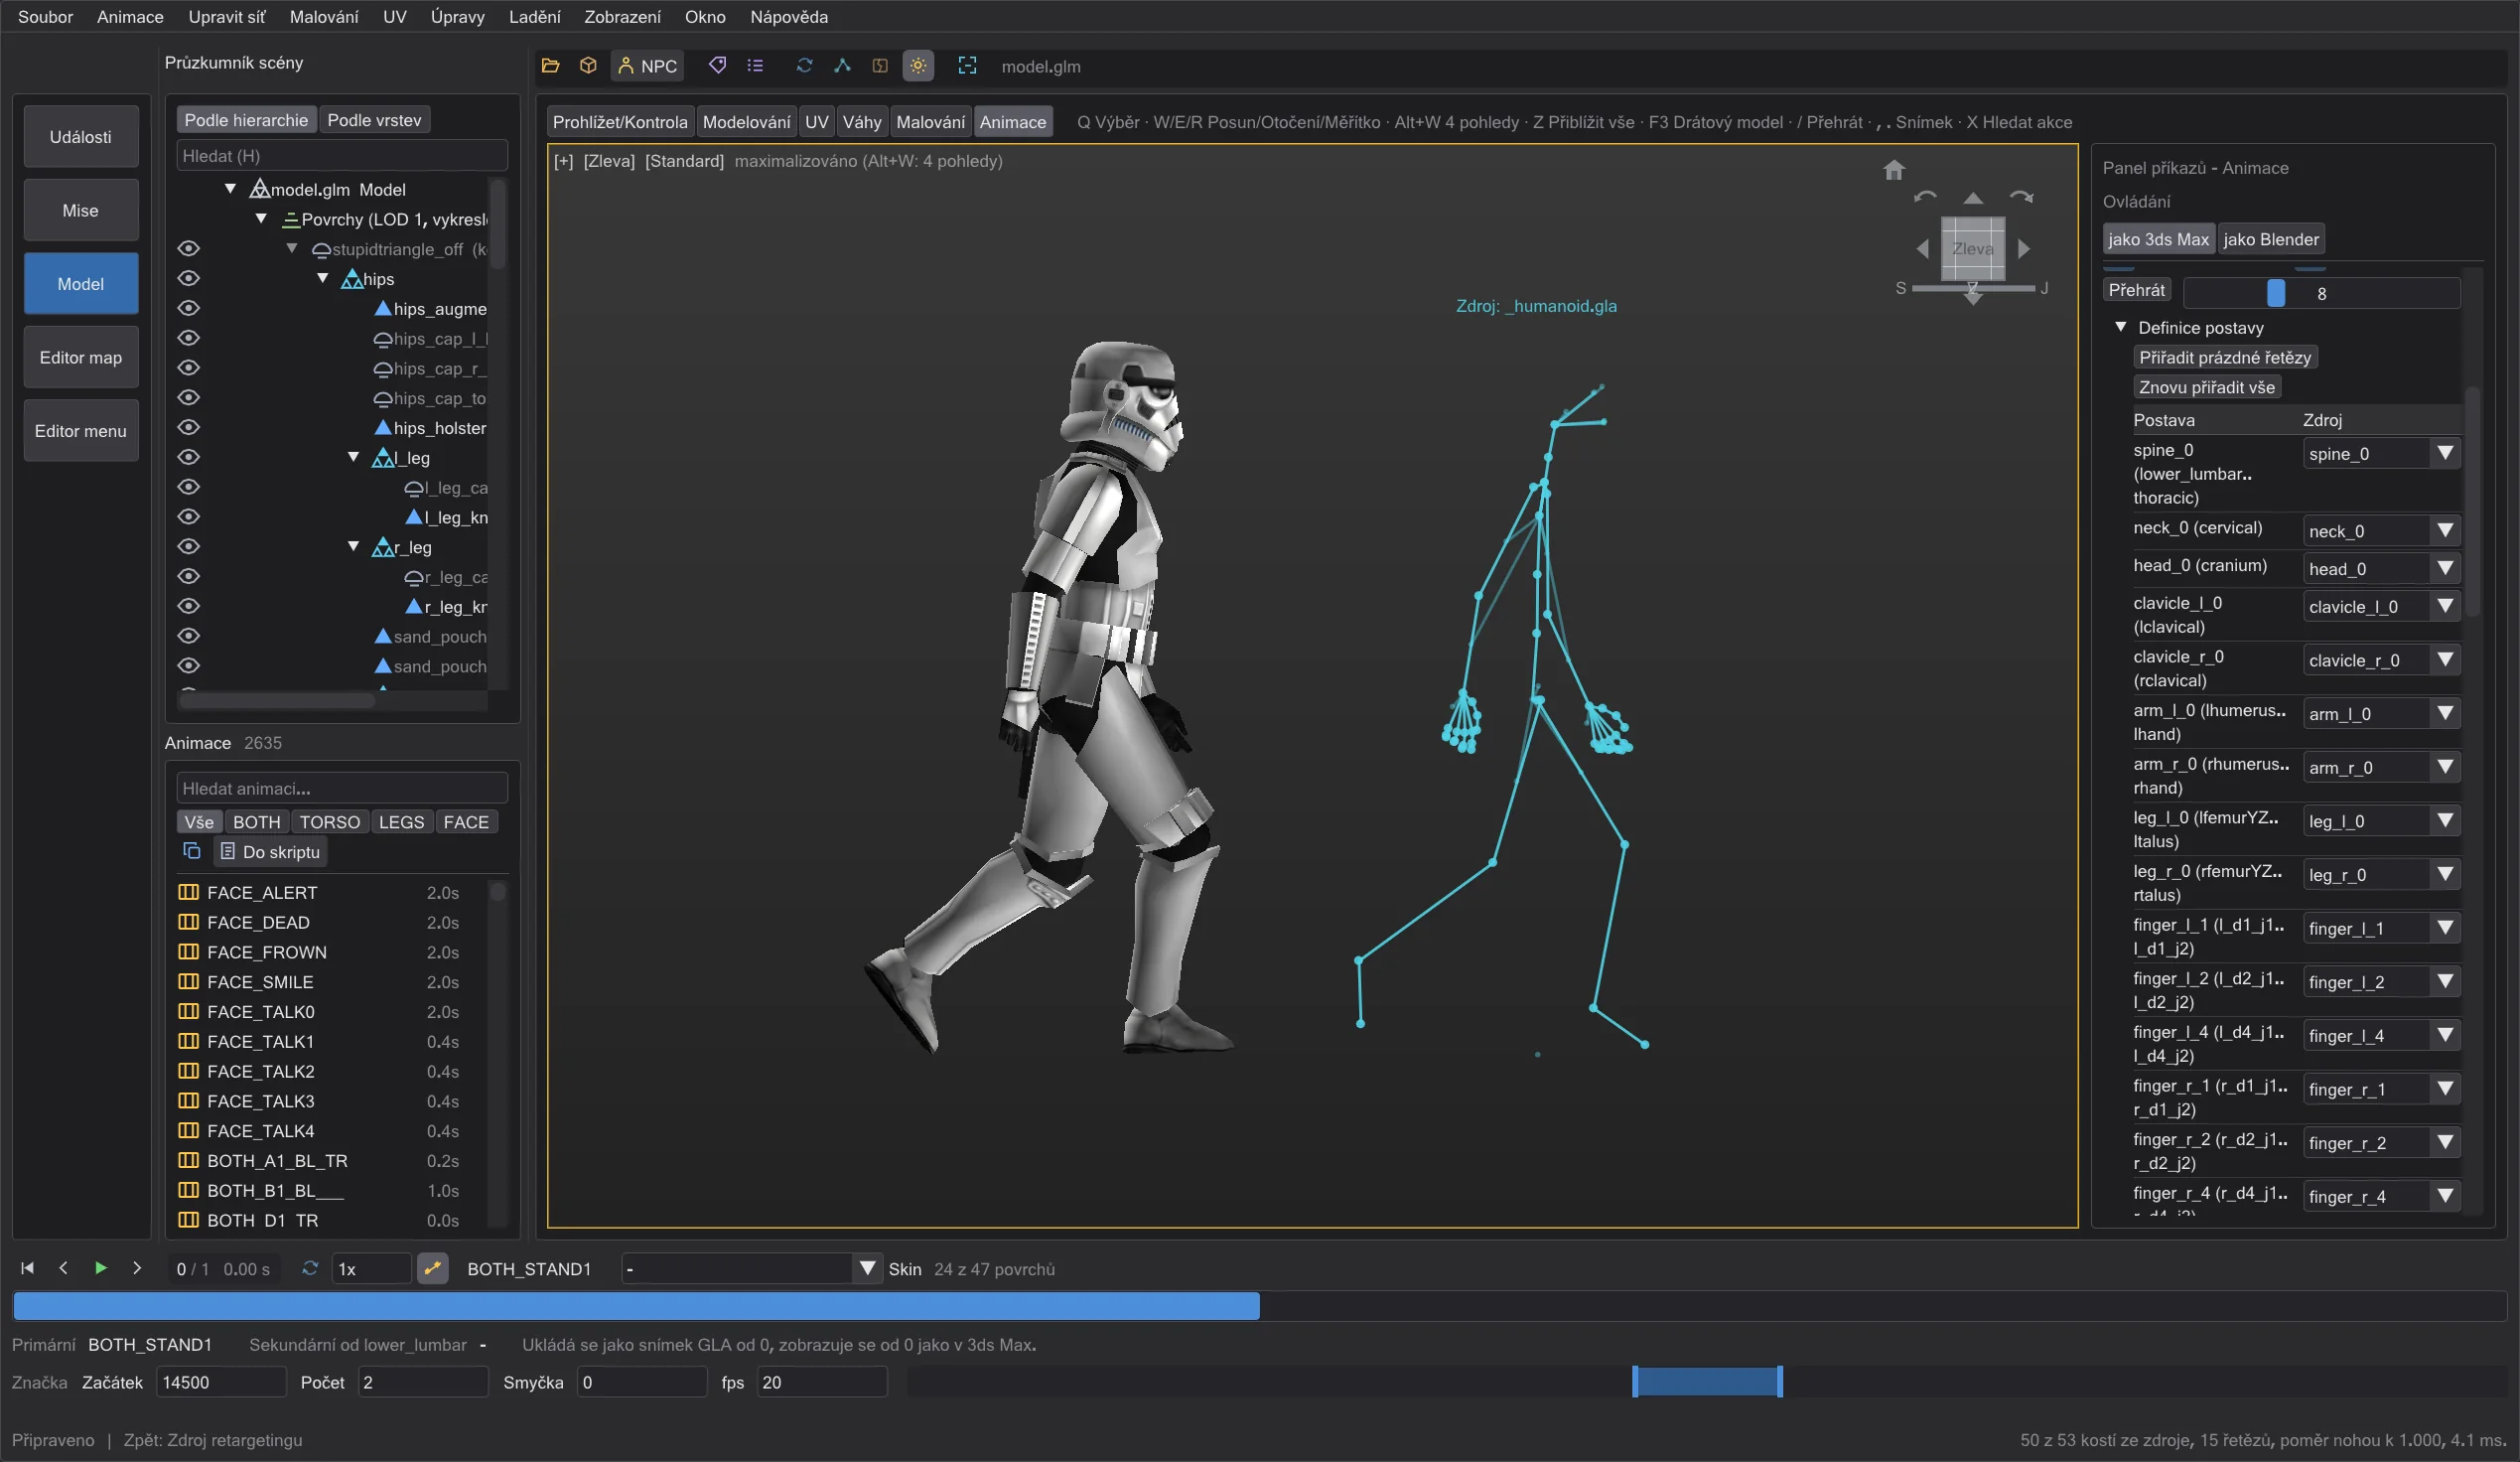 Soubor Animace Upravit síť Malování UV Úpravy Ladění Zobrazení Okno Nápověda
Průzkumník scény
NPC model.glm
Události
Mise
Model
Editor map
Editor menu
Podle hierarchie Podle vrstev
Hledat (H)
model.glm Model
Povrchy (LOD 1, vykresl
stupidtriangle_off (k
hips
hips_augme
hips_cap_l_l
hips_cap_r_
hips_cap_to
hips_holster
l_leg
l_leg_ca
l_leg_kn
r_leg
r_leg_ca
r_leg_kr
sand_pouch
sand_pouch
Animace 2635
Hledat animaci...
Vše BOTH TORSO LEGS FACE
Do skriptu
FACE_ALERT 2.0s
FACE_DEAD 2.0s
FACE_FROWN 2.0s
FACE_SMILE 2.0s
FACE_TALK0 2.0s
FACE_TALK1 0.4s
FACE_TALK2 0.4s
FACE_TALK3 0.4s
FACE_TALK4 0.4s
BOTH_A1_BL_TR 0.2s
BOTH_B1_BL___ 1.0s
BOTH_D1_TR 0.0s
Prohlížet/Kontrola Modelování UV Váhy Malování Animace Q Výběr · W/E/R Posun/Otočení/Měřítko · Alt+W 4 pohledy · Z Přiblížit vše · F3 Drátový model · / Přehrát · , . Snímek · X Hledat akce
[+] [Zleva] [Standard] maximalizováno (Alt+W: 4 pohledy)
Zleva
S J
Zdroj: _humanoid.gla
Panel příkazů - Animace
Ovládání
jako 3ds Max jako Blender
Přehrát 8
Definice postavy
Přiřadit prázdné řetězy
Znovu přiřadit vše
Postava Zdroj
spine_0 spine_0
(lower_lumbar..
thoracic)
neck_0 (cervical) neck_0
head_0 (cranium) head_0
clavicle_l_0 clavicle_l_0
(lclavical)
clavicle_r_0 clavicle_r_0
(rclavical)
arm_l_0 (lhumerus.. arm_l_0
lhand)
arm_r_0 (rhumerus.. arm_r_0
rhand)
leg_l_0 (lfemurYZ.. leg_l_0
ltalus)
leg_r_0 (rfemurYZ.. leg_r_0
rtalus)
finger_l_1 (l_d1_j1.. finger_l_1
l_d1_j2)
finger_l_2 (l_d2_j1.. finger_l_2
l_d2_j2)
finger_l_4 (l_d4_j1.. finger_l_4
l_d4_j2)
finger_r_1 (r_d1_j1.. finger_r_1
r_d1_j2)
finger_r_2 (r_d2_j1.. finger_r_2
r_d2_j2)
finger_r_4 (r_d4_j1.. finger_r_4
r_d4_j2)
0 / 1 0.00 s 1x BOTH_STAND1 - Skin 24 z 47 povrchů
Primární BOTH_STAND1 Sekundární od lower_lumbar - Ukládá se jako snímek GLA od 0, zobrazuje se od 0 jako v 3ds Max.
Značka Začátek 14500 Počet 2 Smyčka 0 fps 20
Připraveno | Zpět: Zdroj retargetingu
50 z 53 kostí ze zdroje, 15 řetězů, poměr nohou k 1.000, 4.1 ms.